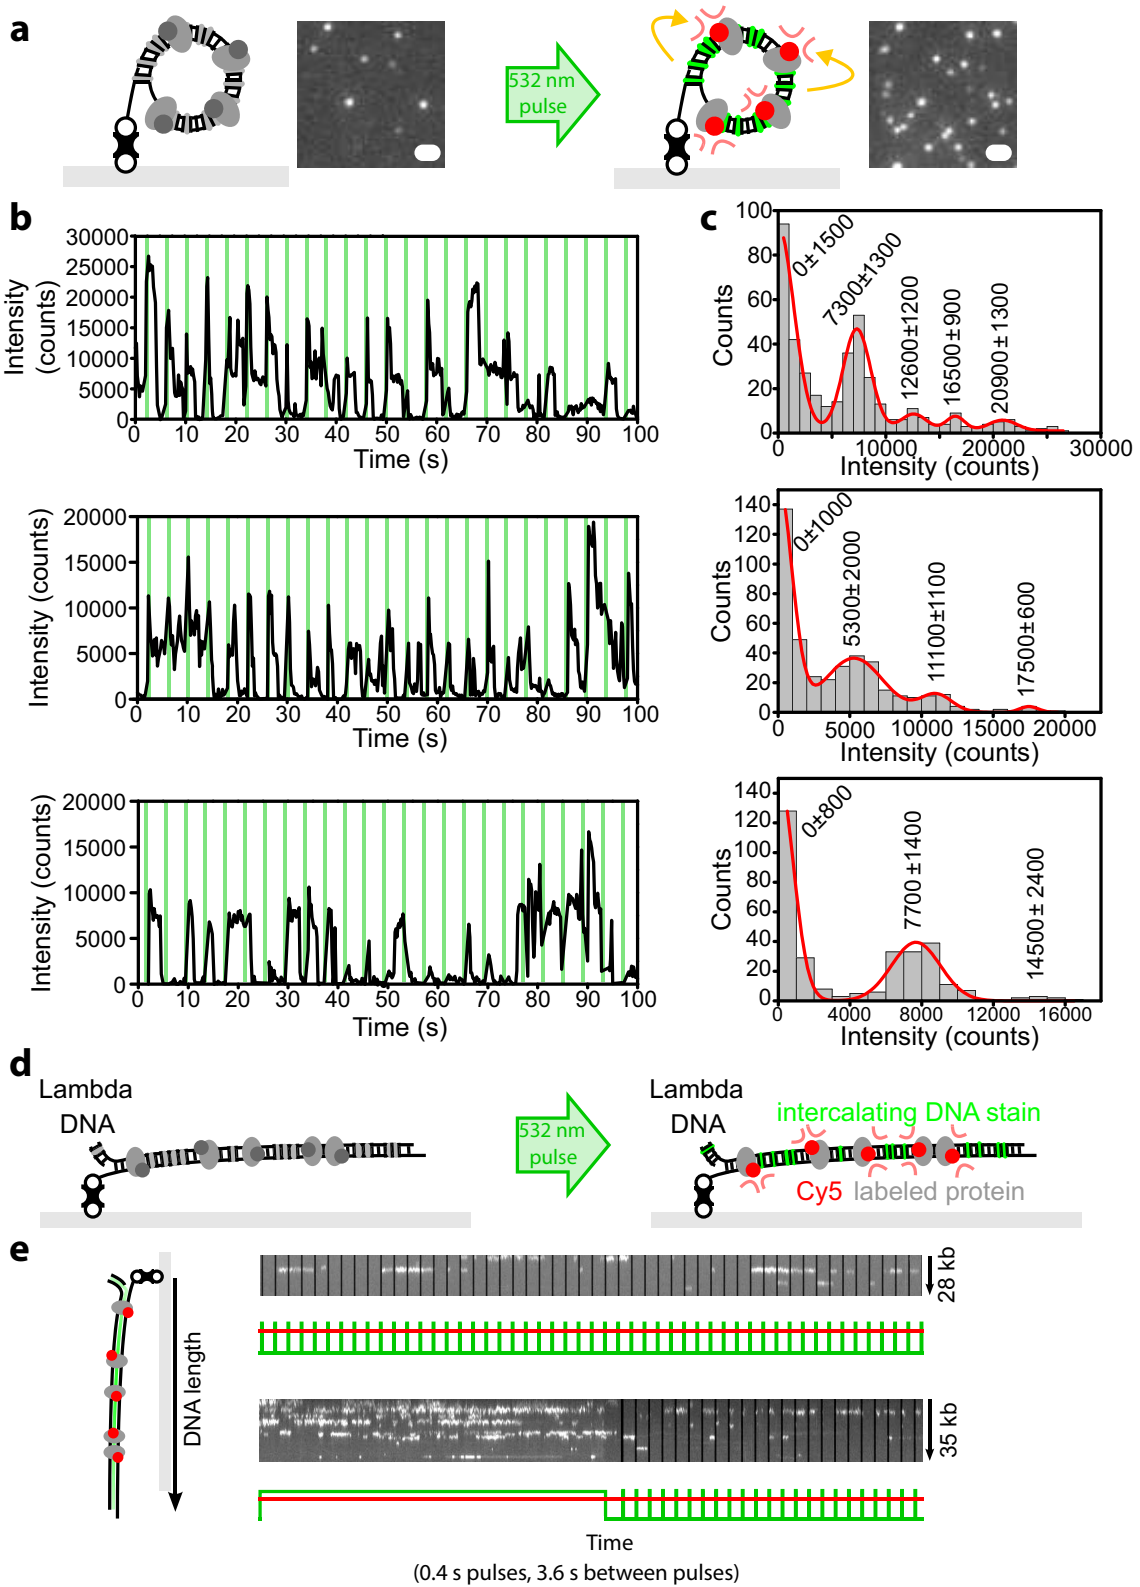 a
532 nm
pulse
b
Intensity
(counts)
30000
25000
20000
15000
10000
5000
0
0 10 20 30 40 50 60 70 80 90 100
Time (s)
Intensity (counts)
20000
15000
10000
5000
0
0 10 20 30 40 50 60 70 80 90 100
Time (s)
Intensity (counts)
20000
15000
10000
5000
0
0 10 20 30 40 50 60 70 80 90 100
Time (s)
c
Counts
100
80
60
40
20
0
0±1500
7300±1300
12600±1200
16500±900
20900±1300
0 10000 20000 30000
Intensity (counts)
Counts
140
120
100
80
60
40
20
0
0±1000
5300±2000
11100±1100
17500±600
0 5000 10000 15000 20000
Intensity (counts)
Counts
140
120
100
80
60
40
20
0
0±800
7700±1400
14500±2400
0 4000 8000 12000 16000
Intensity (counts)
d
Lambda
DNA
532 nm
pulse
Lambda
DNA
intercalating DNA stain
Cy5 labeled protein
e
DNA length
28 kb
35 kb
Time
(0.4 s pulses, 3.6 s between pulses)